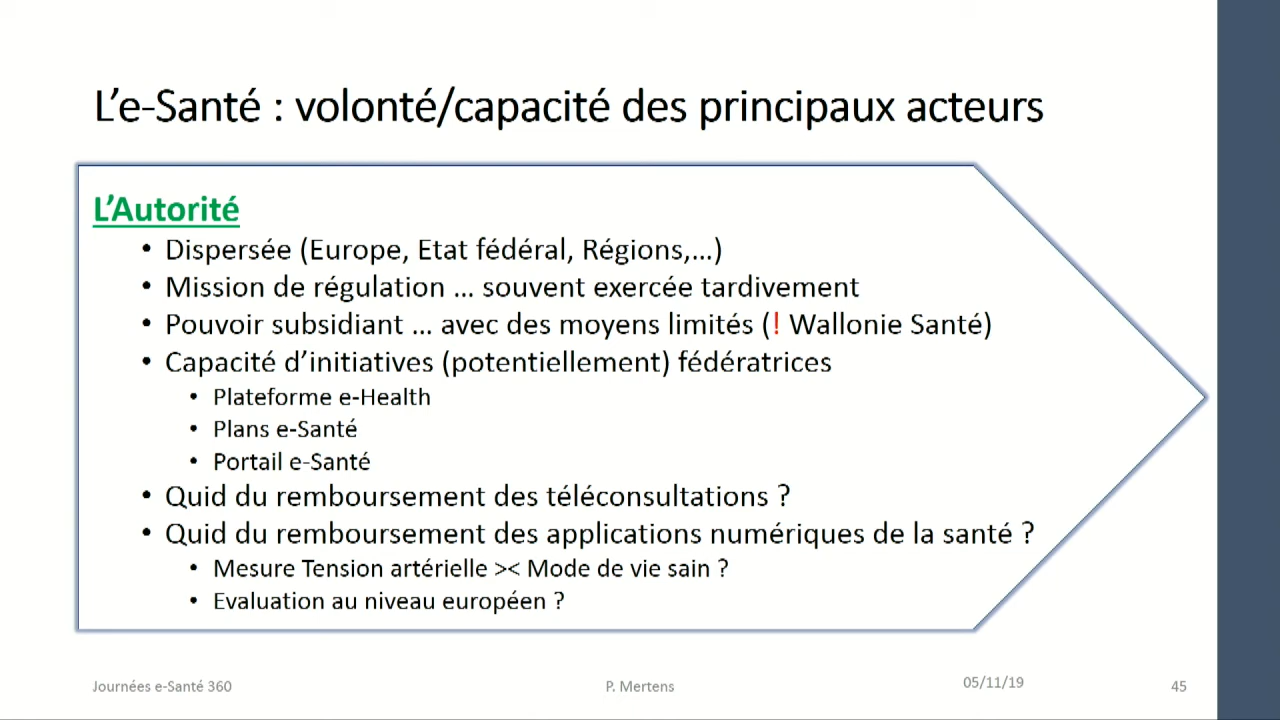 L'e-Santé : volonté/capacité des principaux acteurs
L'Autorité
• Dispersée (Europe, Etat fédéral, Régions,...)
• Mission de régulation ... souvent exercée tardivement
• Pouvoir subsidiant ... avec des moyens limités (! Wallonie Santé)
• Capacité d'initiatives (potentiellement) fédératrices
• Plateforme e-Health
• Plans e-Santé
• Portail e-Santé
• Quid du remboursement des téléconsultations ?
• Quid du remboursement des applications numériques de la santé ?
• Mesure Tension artérielle >< Mode de vie sain ?
• Evaluation au niveau européen ?
Journées e-Santé 360
P. Mertens
05/11/19
45